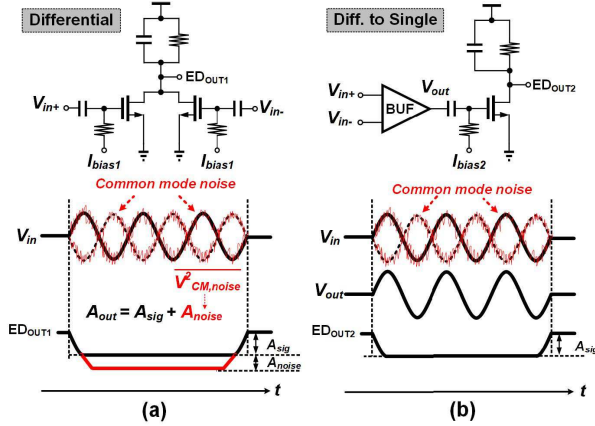 Differential
ED_OUT1
V_in+
V_in-
I_bias1
I_bias1
Common mode noise
V_in
V²_CM,noise
A_out = A_sig + A_noise
ED_OUT1
A_sig
A_noise
t
(a)
Diff. to Single
ED_OUT2
V_out
V_in+
BUF
V_in-
I_bias2
Common mode noise
V_in
V_out
ED_OUT2
A_sig
t
(b)